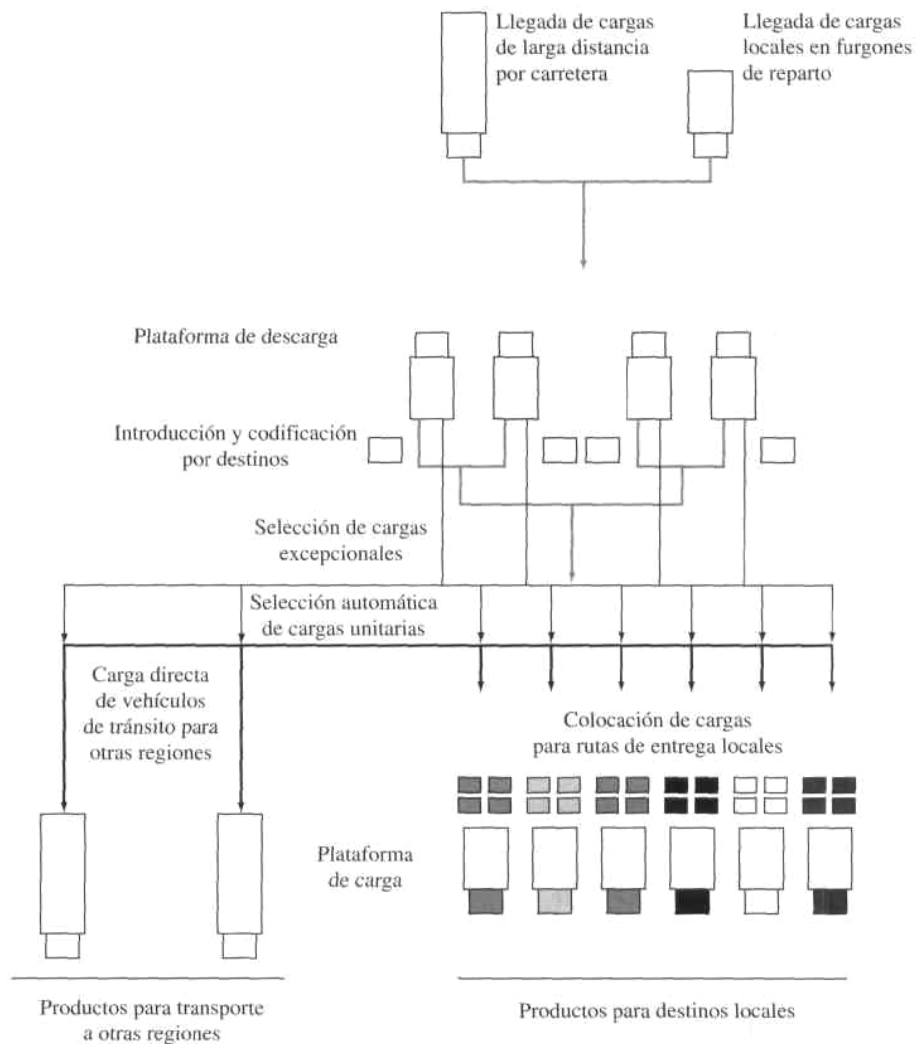 Llegada de cargas
de larga distancia
por carretera
Llegada de cargas
locales en furgones
de reparto
Plataforma de descarga
Introducción y codificación
por destinos
Selección de cargas
excepcionales
Selección automática
de cargas unitarias
Carga directa
de vehículos
de tránsito para
otras regiones
Colocación de cargas
para rutas de entrega locales
Plataforma
de carga
Productos para transporte
a otras regiones
Productos para destinos locales